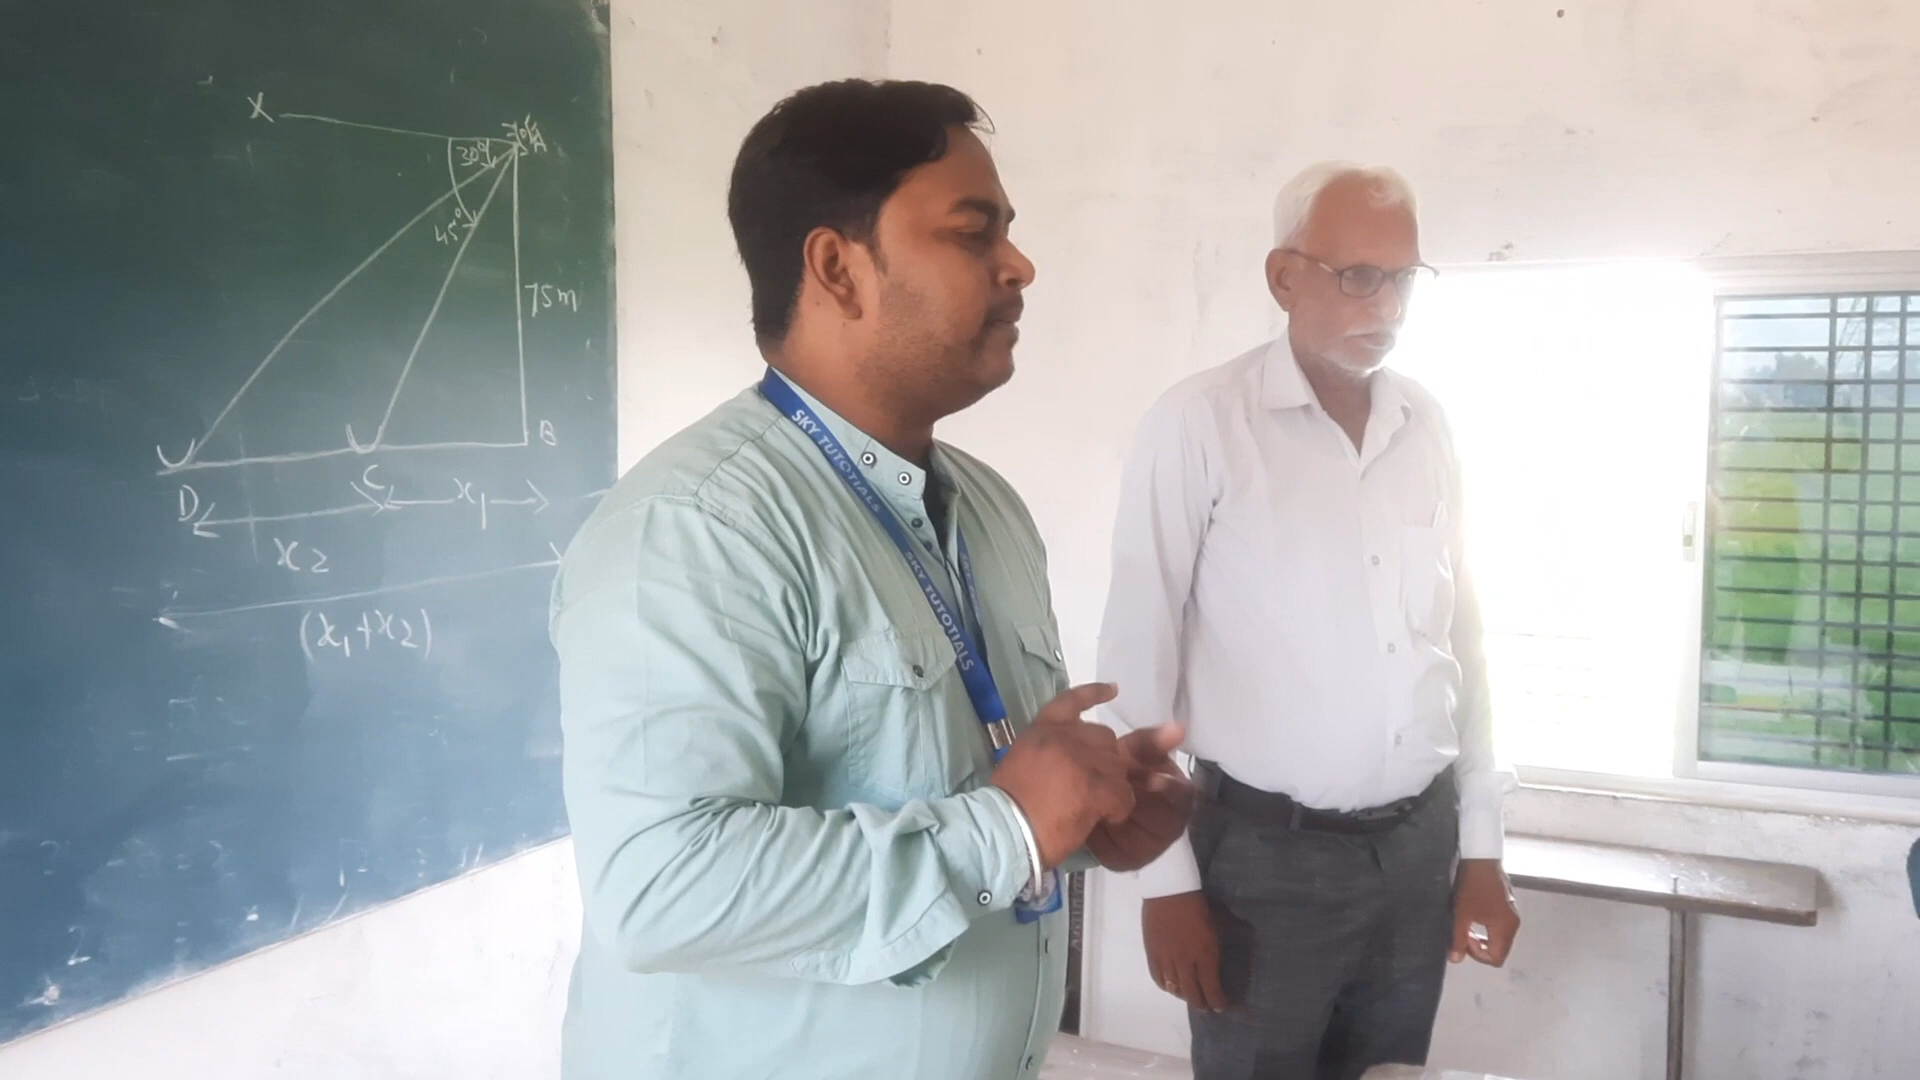 X
30°
45°
75m
B
D
C
x₁
x₂
(x₁+x₂)
SKY TUTOTIALS
SKY TUTOTIALS